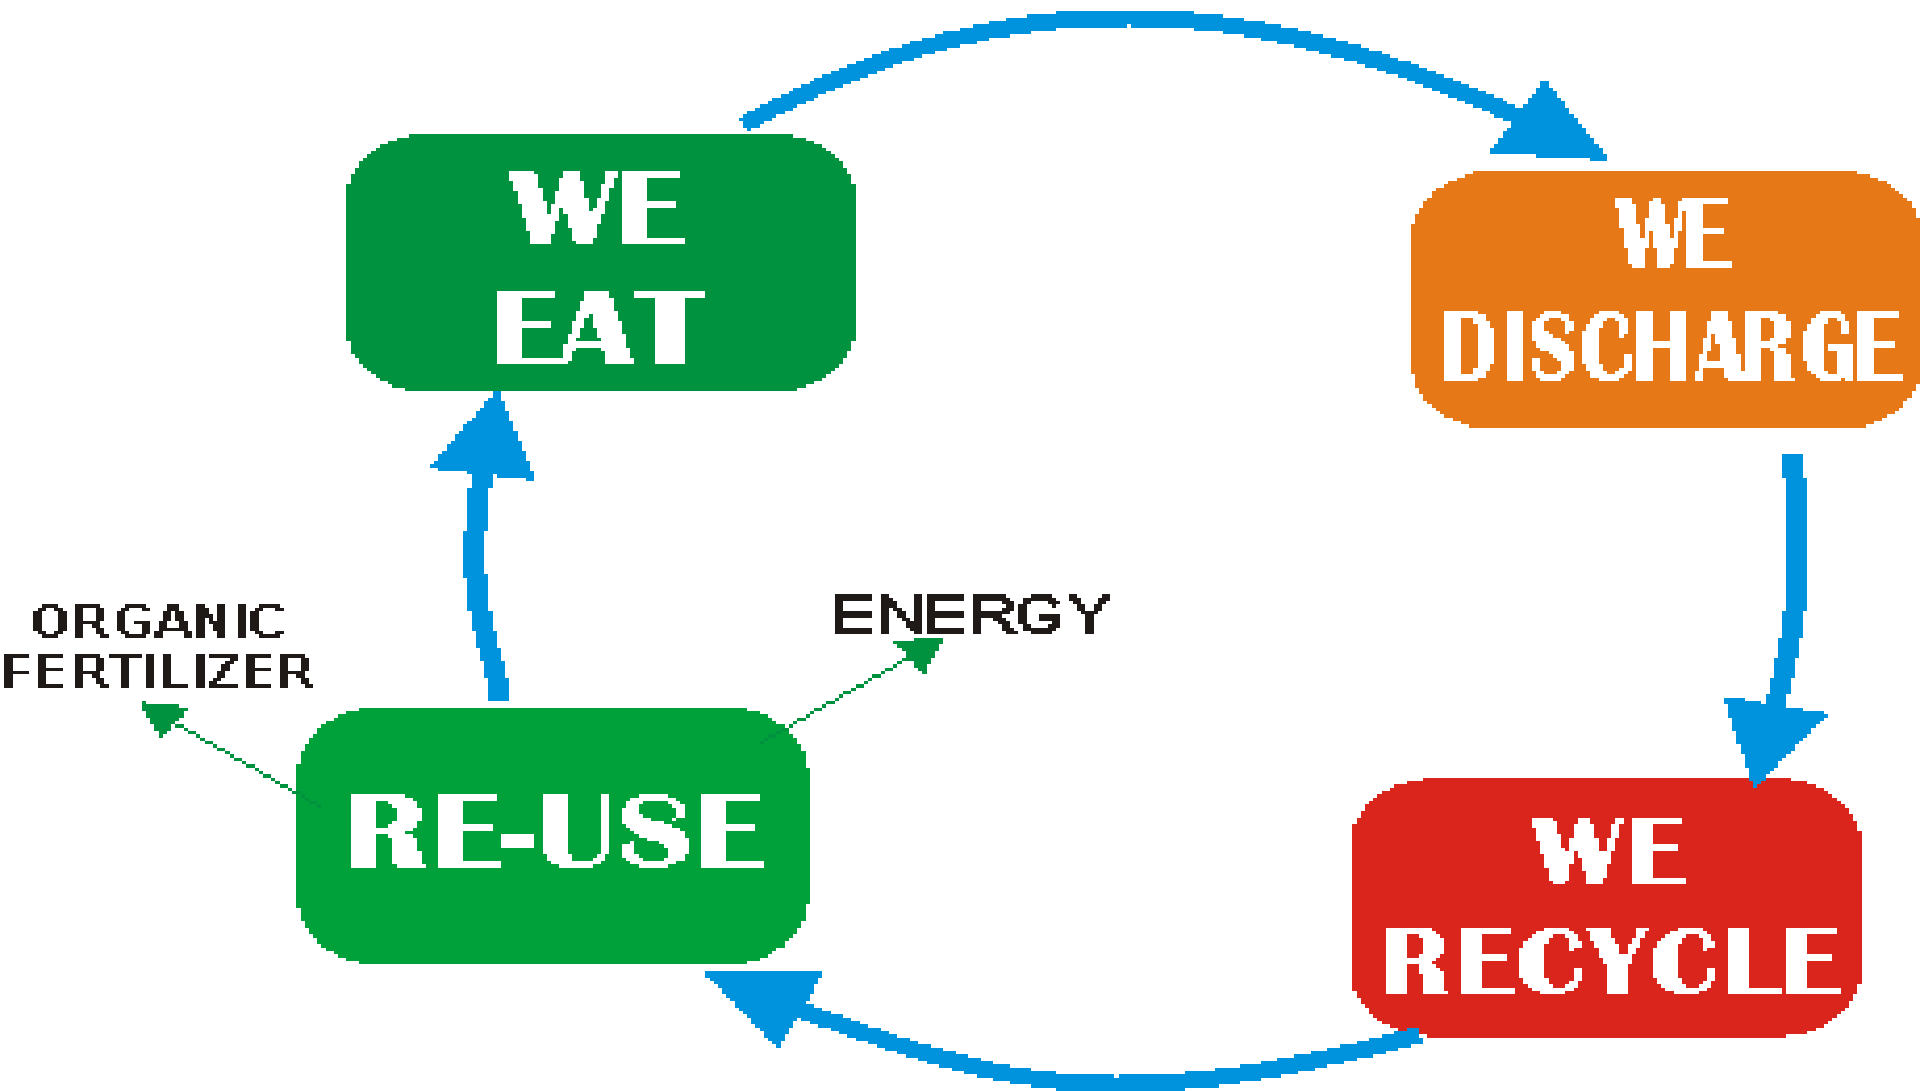 WE
EAT
WE
DISCHARGE
ORGANIC
FERTILIZER
ENERGY
RE-USE
WE
RECYCLE